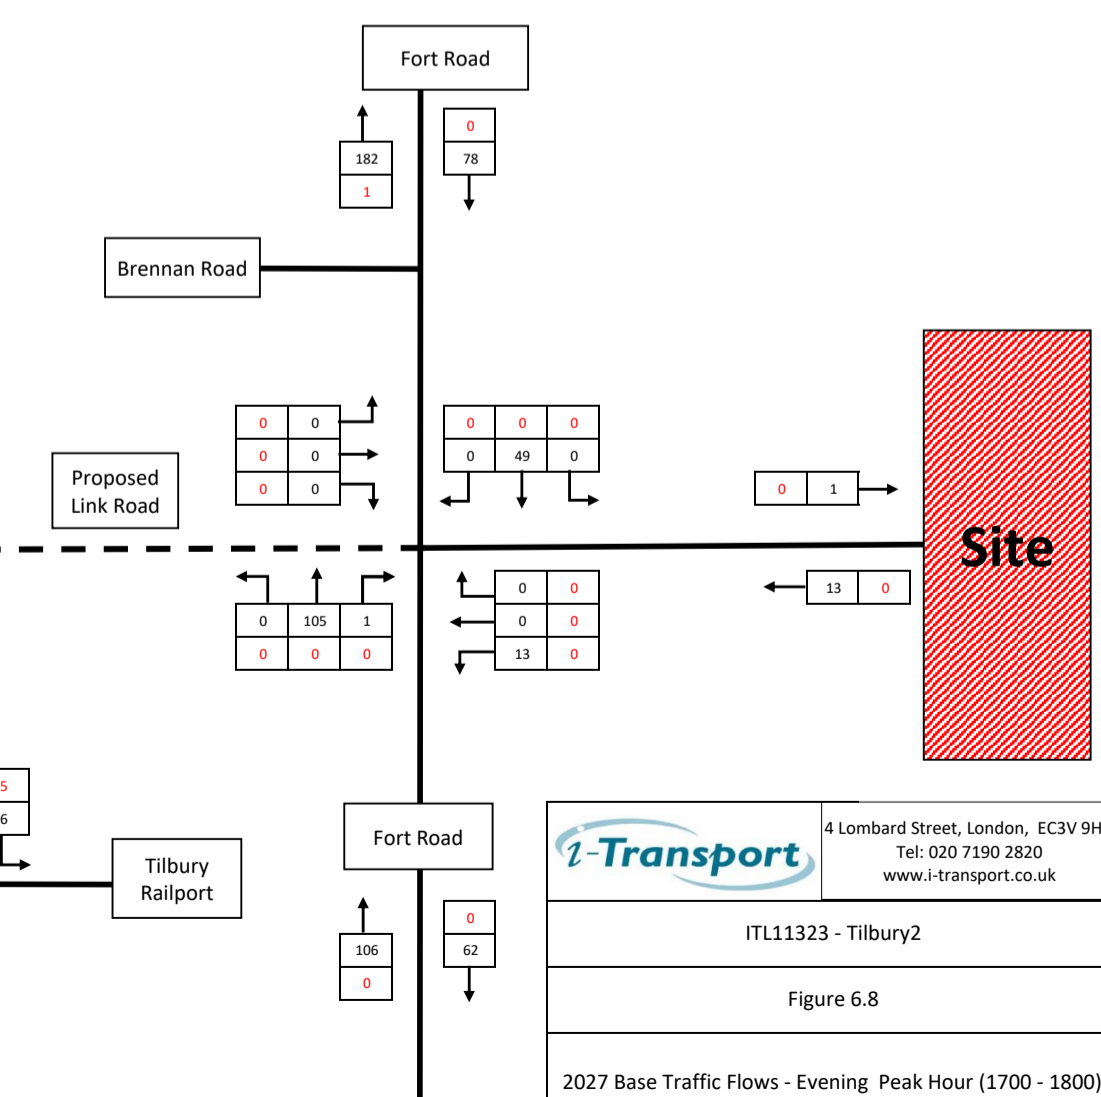 Fort Road
0
182
78
1
Brennan Road
0 0
0 0
0 0
0 0 0
0 49 0
Proposed
Link Road
0 1
Site
0 0
0 0
13 0
13 0
0 105 1
0 0 0
5
6
Tilbury
Railport
Fort Road
106
0
0
62
i-Transport
4 Lombard Street, London, EC3V 9H
Tel: 020 7190 2820
www.i-transport.co.uk
ITL11323 - Tilbury2
Figure 6.8
2027 Base Traffic Flows - Evening Peak Hour (1700 - 1800)